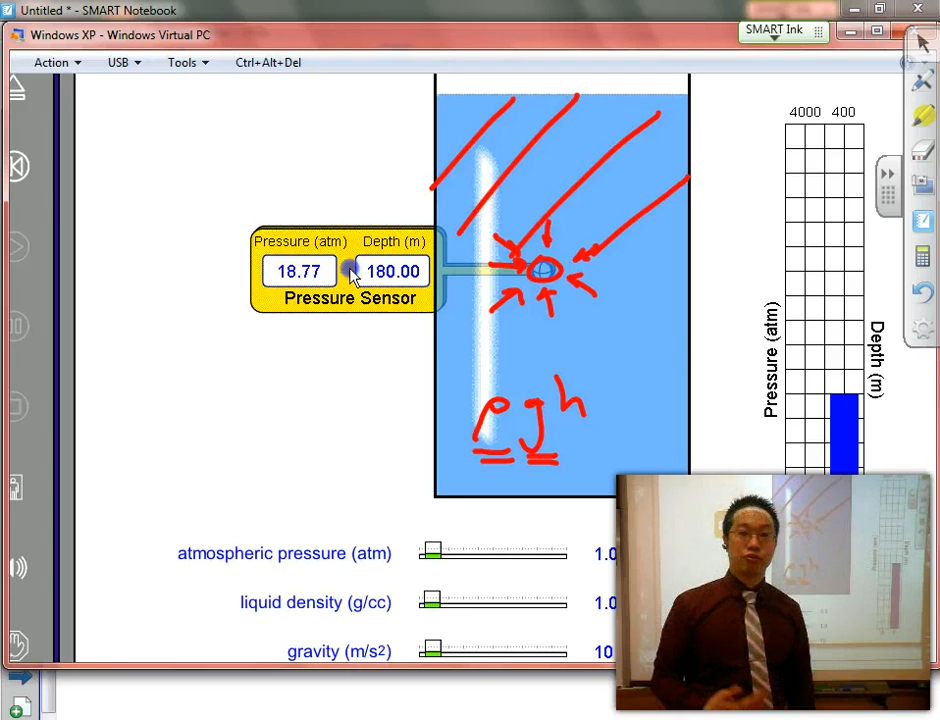 Untitled * - SMART Notebook
Windows XP - Windows Virtual PC
SMART Ink
Action USB Tools Ctrl+Alt+Del
4000 400
Pressure (atm) Depth (m)
18.77 180.00
Pressure Sensor
Pressure (atm)
Depth (m)
ρgh
atmospheric pressure (atm) 1.0
liquid density (g/cc) 1.0
gravity (m/s2) 10